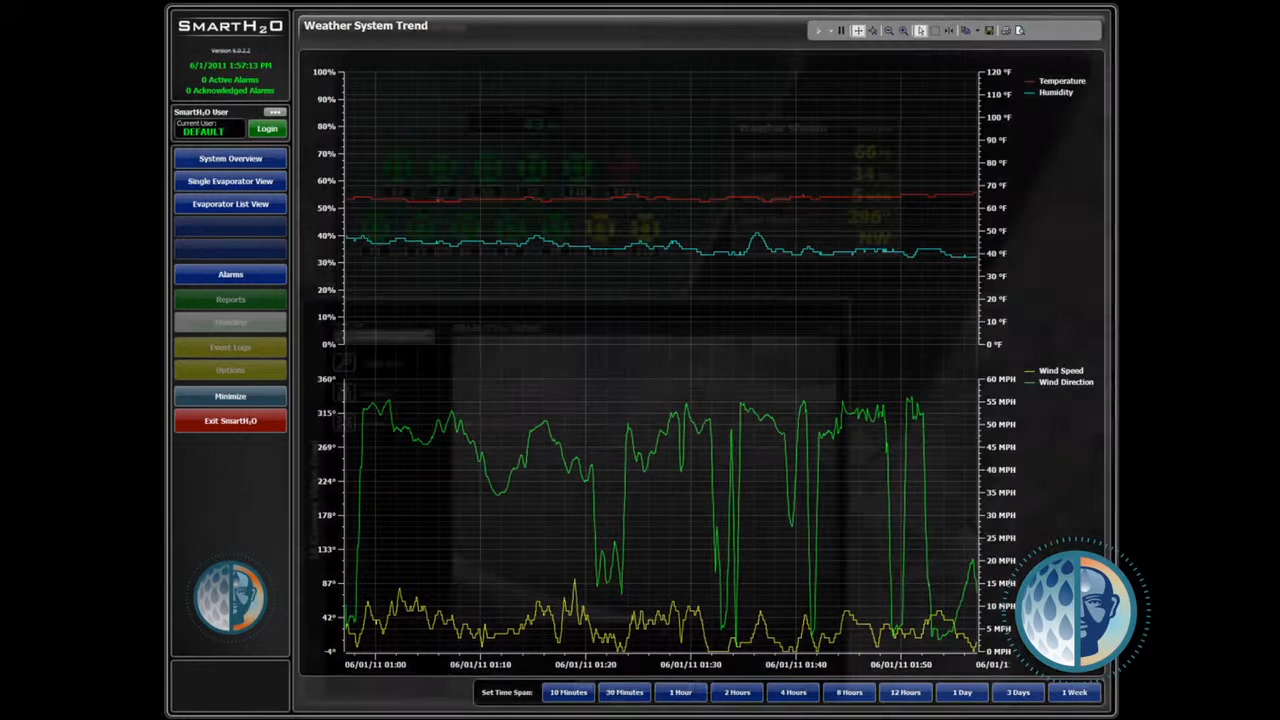 SMARTH2O
Version 6.0.2.2
6/1/2011 1:57:13 PM
0 Active Alarms
0 Acknowledged Alarms
SmartH2O User
Current User:
DEFAULT
Login
System Overview
Single Evaporator View
Evaporator List View
Alarms
Reports
Trending
Event Logs
Options
Minimize
Exit SmartH2O
Weather System Trend
100%
90%
80%
70%
60%
50%
40%
30%
20%
10%
0%
120 °F
110 °F
100 °F
90 °F
80 °F
70 °F
60 °F
50 °F
40 °F
30 °F
20 °F
10 °F
0 °F
Temperature
Humidity
360°
315°
269°
224°
178°
133°
87°
42°
-4°
60 MPH
55 MPH
50 MPH
45 MPH
40 MPH
35 MPH
30 MPH
25 MPH
20 MPH
15 MPH
10 MPH
5 MPH
0 MPH
Wind Speed
Wind Direction
06/01/11 01:00
06/01/11 01:10
06/01/11 01:20
06/01/11 01:30
06/01/11 01:40
06/01/11 01:50
06/01/1
Set Time Span:
10 Minutes
30 Minutes
1 Hour
2 Hours
4 Hours
8 Hours
12 Hours
1 Day
3 Days
1 Week
66
34
296°
NW